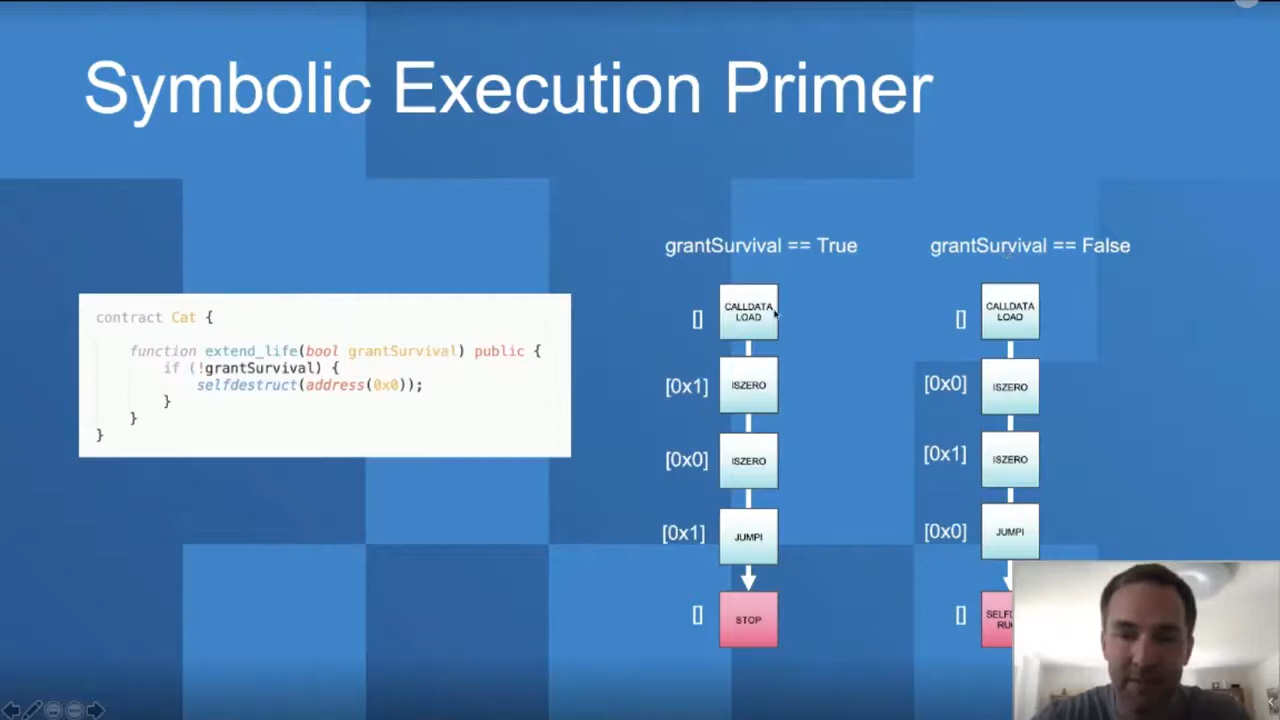 Symbolic Execution Primer
contract Cat {
function extend_life(bool grantSurvival) public {
if (!grantSurvival) {
selfdestruct(address(0x0));
}
}
}
grantSurvival == True
[]
CALLDATA
LOAD
[0x1]
ISZERO
[0x0]
ISZERO
[0x1]
JUMPI
[]
STOP
grantSurvival == False
[]
CALLDATA
LOAD
[0x0]
ISZERO
[0x1]
ISZERO
[0x0]
JUMPI
[]